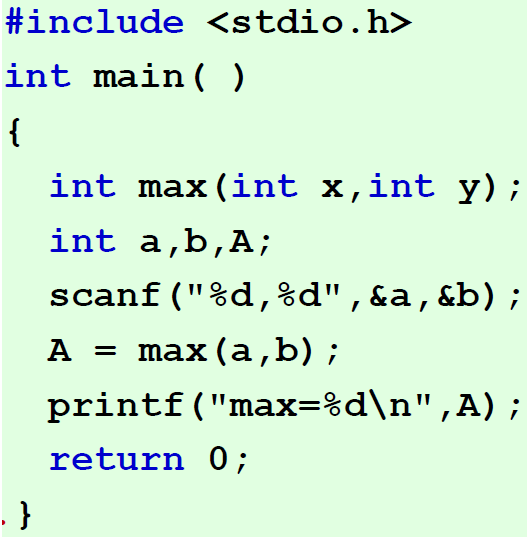 #include <stdio.h>
int main( )
{
int max(int x,int y);
int a,b,A;
scanf("%d,%d",&a,&b);
A = max(a,b);
printf("max=%d\n",A);
return 0;
}